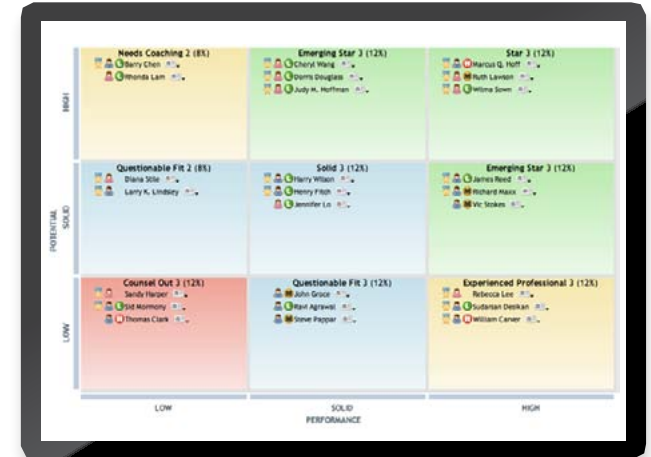 Needs Coaching 2 (8%)
Barry Chen
Rhonda Lam
Emerging Star 3 (12%)
Cheryl Wang
Dorris Douglass
Judy M. Hoffman
Star 3 (12%)
Marcus Q. Hoff
Ruth Lawson
Wilma Sown
HIGH
Questionable Fit 2 (8%)
Diana Stile
Larry K. Lindsley
Solid 3 (12%)
Harry Wilson
Henry Fitch
Jennifer Lo
Emerging Star 3 (12%)
James Reed
Richard Maxx
Vic Stokes
POTENTIAL
SOLID
Counsel Out 3 (12%)
Sandy Harper
Sid Mormony
Thomas Clark
Questionable Fit 3 (12%)
John Groce
Ravi Agrawal
Steve Pappar
Experienced Professional 3 (12%)
Rebecca Lee
Sudarsan Desikan
William Carver
LOW
LOW
SOLID
HIGH
PERFORMANCE